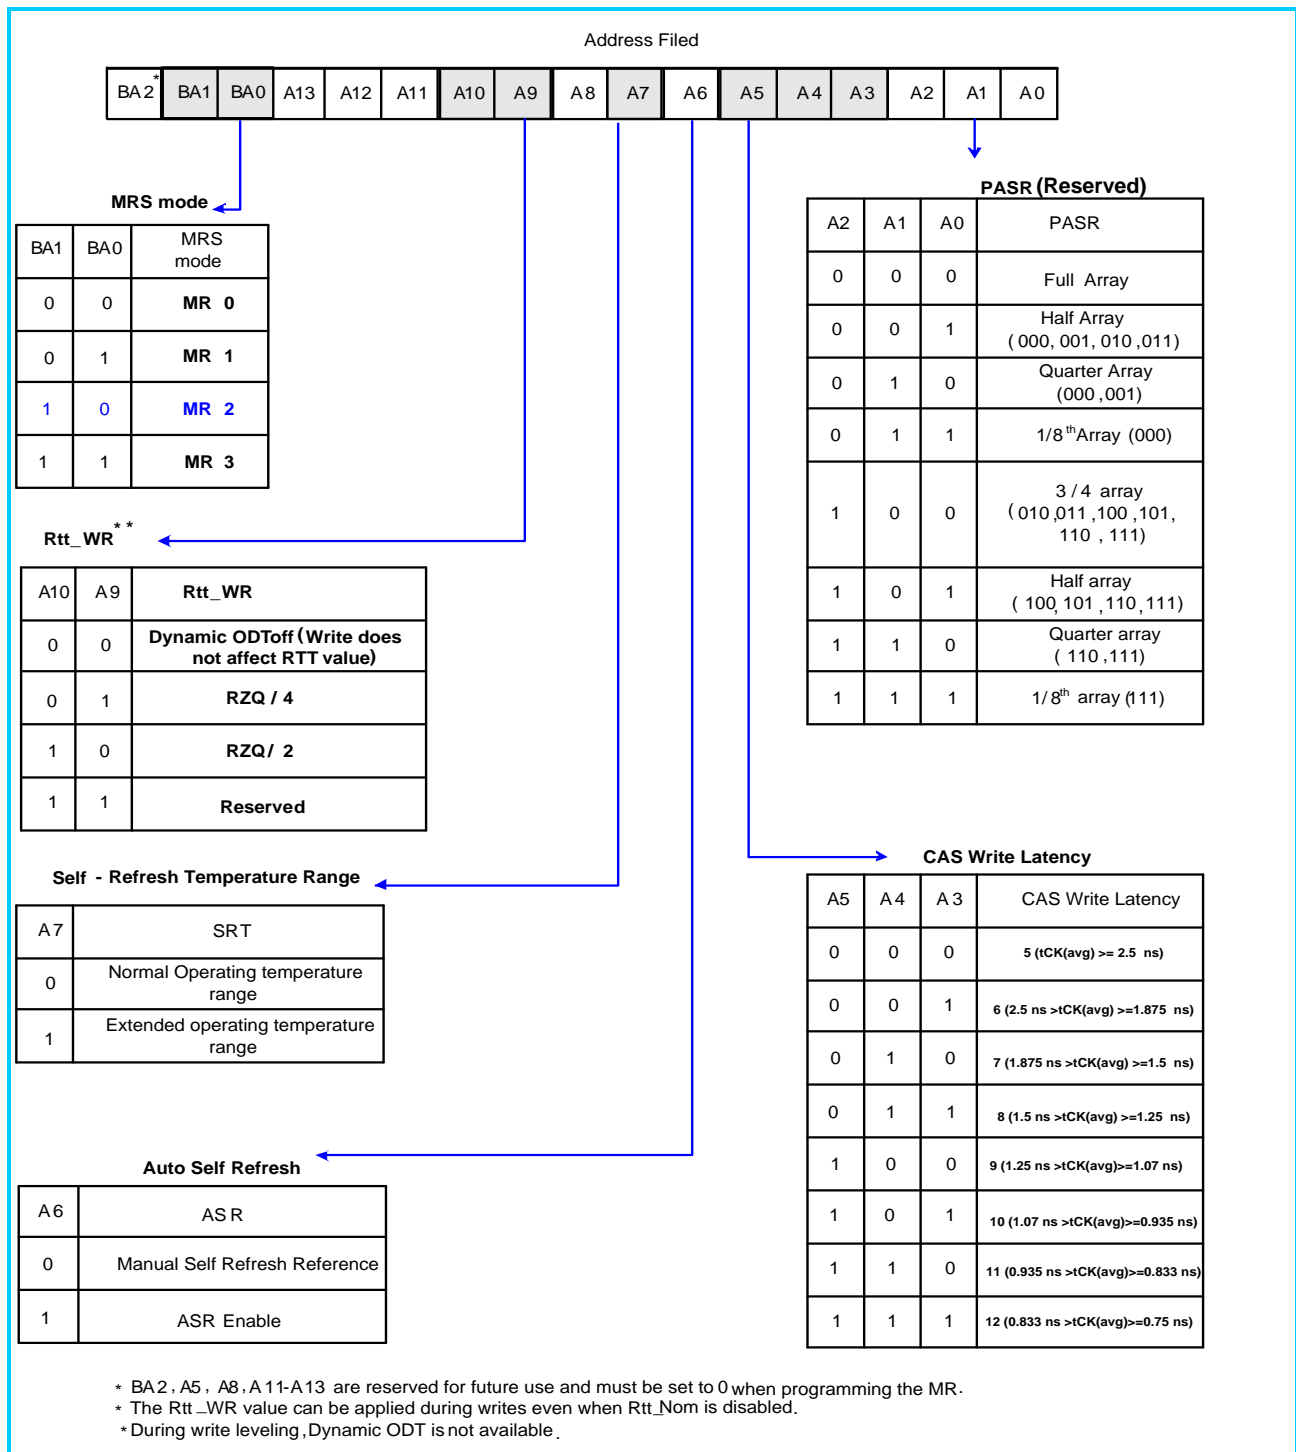 Address Filed
BA2* BA1 BA0 A13 A12 A11 A10 A9 A8 A7 A6 A5 A4 A3 A2 A1 A0
MRS mode
BA1 BA0 MRS mode
0 0 MR 0
0 1 MR 1
1 0 MR 2
1 1 MR 3
Rtt_WR**
A10 A9 Rtt_WR
0 0 Dynamic ODToff (Write does
not affect RTT value)
0 1 RZQ / 4
1 0 RZQ/ 2
1 1 Reserved
Self - Refresh Temperature Range
A7 SRT
0 Normal Operating temperature
range
1 Extended operating temperature
range
Auto Self Refresh
A6 ASR
0 Manual Self Refresh Reference
1 ASR Enable
PASR (Reserved)
A2 A1 A0 PASR
0 0 0 Full Array
0 0 1 Half Array
(000, 001, 010 ,011)
0 1 0 Quarter Array
(000 ,001)
0 1 1 1/8 th Array (000)
1 0 0 3 / 4 array
(010,011 ,100 ,101,
110 , 111)
1 0 1 Half array
( 100, 101 ,110, 111)
1 1 0 Quarter array
( 110 ,111)
1 1 1 1/ 8th array (111)
CAS Write Latency
A5 A4 A3 CAS Write Latency
0 0 0 5 (tCK(avg) >= 2.5 ns)
0 0 1 6 (2.5 ns >tCK(avg) >=1.875 ns)
0 1 0 7 (1.875 ns >tCK(avg) >=1.5 ns)
0 1 1 8 (1.5 ns >tCK(avg) >=1.25 ns)
1 0 0 9 (1.25 ns >tCK(avg)>=1.07 ns)
1 0 1 10 (1.07 ns >tCK(avg)>=0.935 ns)
1 1 0 11 (0.935 ns >tCK(avg)>=0.833 ns)
1 1 1 12 (0.833 ns >tCK(avg)>=0.75 ns)
* BA2 , A5 , A8 , A11-A13 are reserved for future use and must be set to 0 when programming the MR.
* The Rtt _WR value can be applied during writes even when Rtt_Nom is disabled.
* During write leveling , Dynamic ODT is not available .